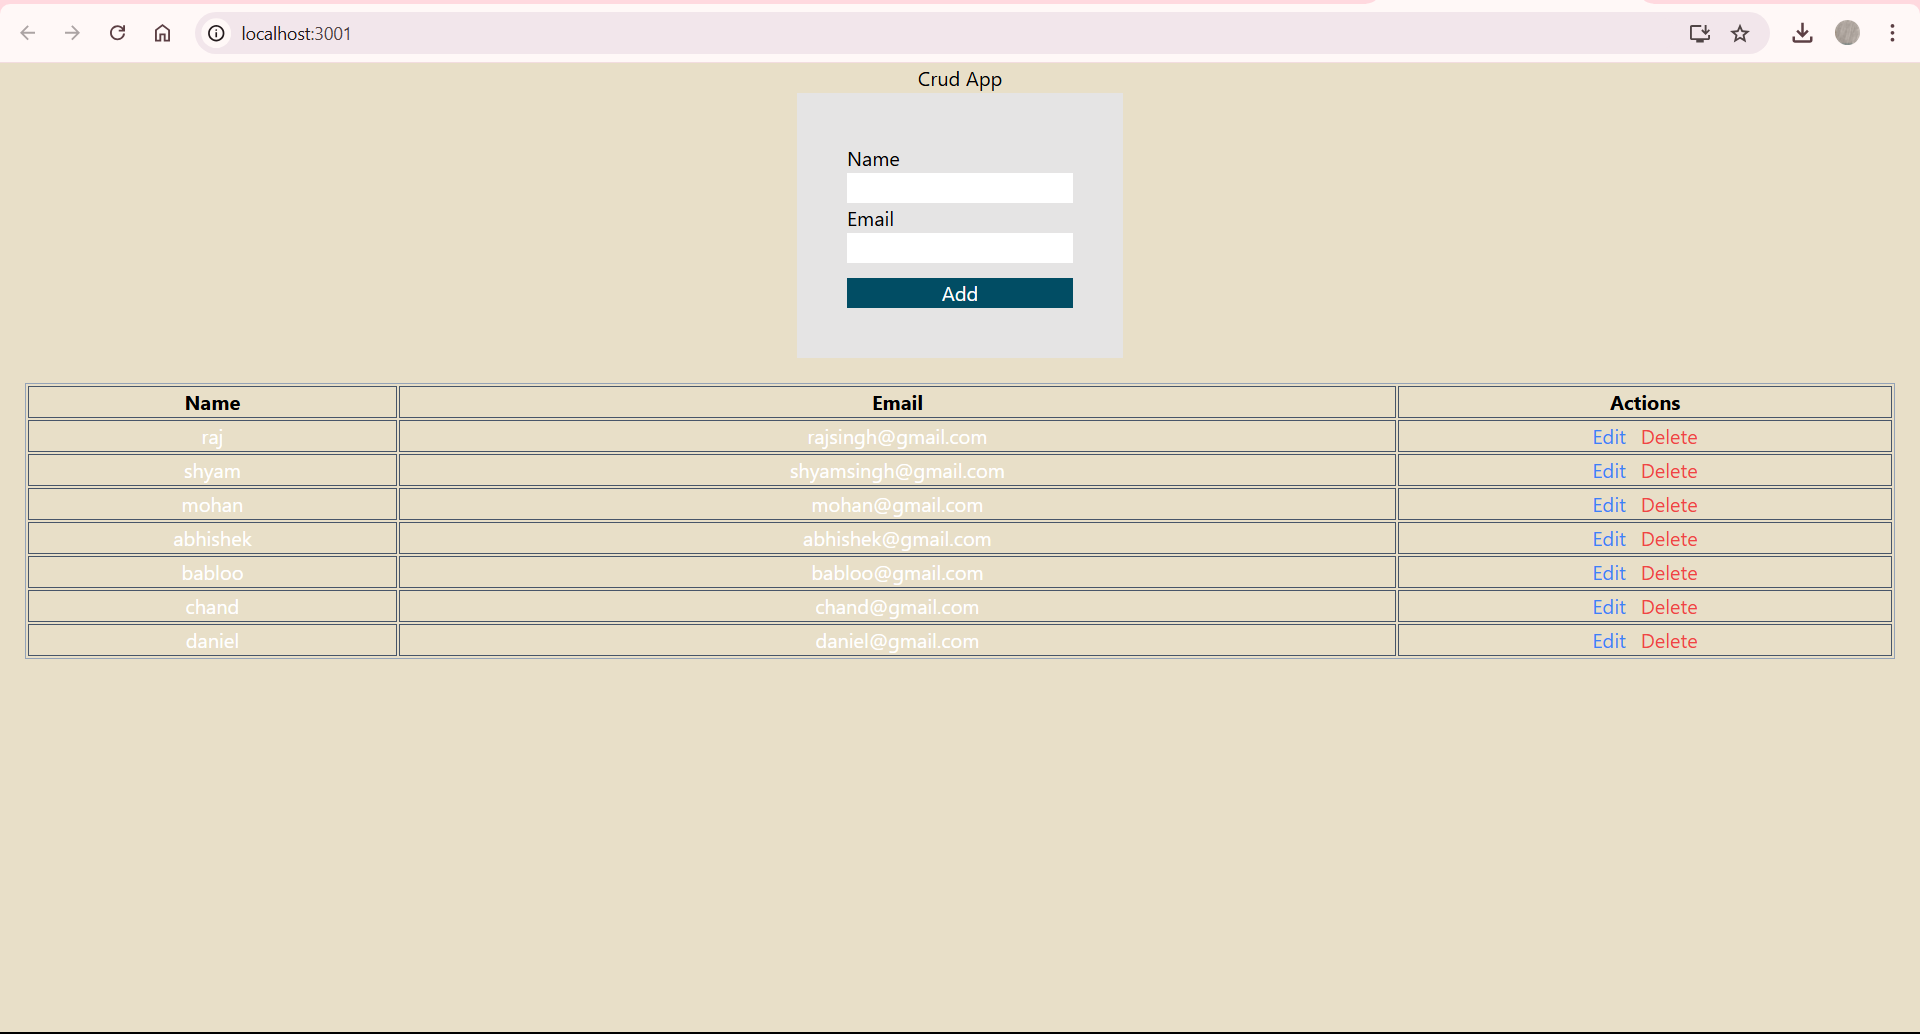 localhost:3001
Crud App
Name
Email
Add
Name Email Actions
raj rajsingh@gmail.com Edit Delete
shyam shyamsingh@gmail.com Edit Delete
mohan mohan@gmail.com Edit Delete
abhishek abhishek@gmail.com Edit Delete
babloo babloo@gmail.com Edit Delete
chand chand@gmail.com Edit Delete
daniel daniel@gmail.com Edit Delete